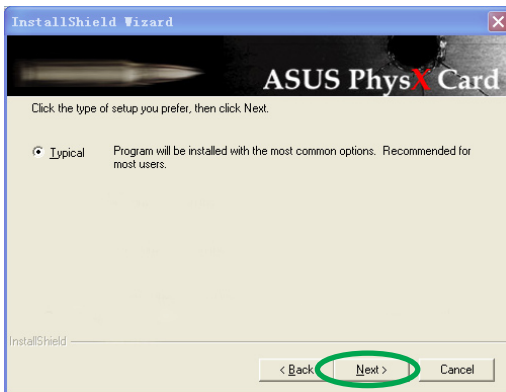 InstallShield Wizard
ASUS PhysX Card
Click the type of setup you prefer, then click Next.
Typical
Program will be installed with the most common options. Recommended for
most users.
InstallShield
< Back
Next >
Cancel